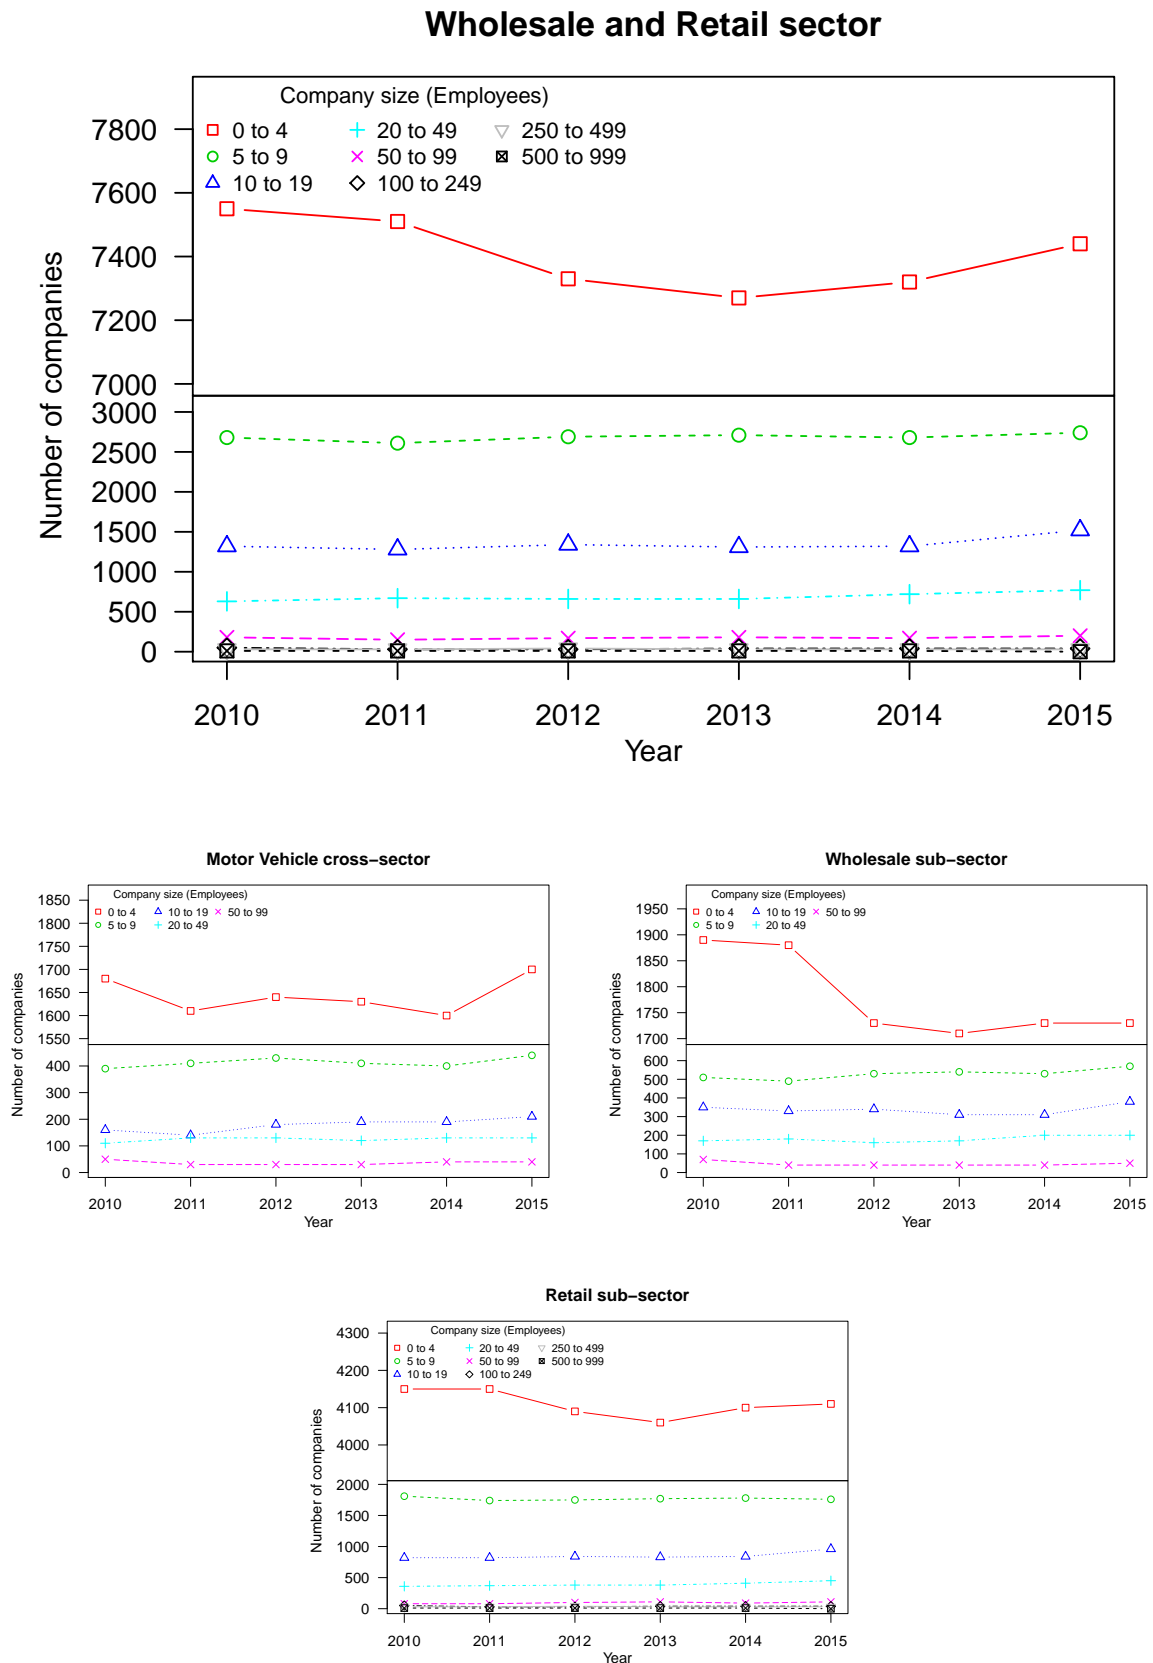 Wholesale and Retail sector
Company size (Employees)
0 to 4 20 to 49 250 to 499
5 to 9 50 to 99 500 to 999
10 to 19 100 to 249
Number of companies
7800
7600
7400
7200
7000
3000
2500
2000
1500
1000
500
0
2010 2011 2012 2013 2014 2015
Year
Motor Vehicle cross−sector
Company size (Employees)
0 to 4 10 to 19 50 to 99
5 to 9 20 to 49
Number of companies
1850
1800
1750
1700
1650
1600
1550
400
300
200
100
0
2010 2011 2012 2013 2014 2015
Year
Wholesale sub−sector
Company size (Employees)
0 to 4 10 to 19 50 to 99
5 to 9 20 to 49
Number of companies
1950
1900
1850
1800
1750
1700
600
500
400
300
200
100
0
2010 2011 2012 2013 2014 2015
Year
Retail sub−sector
Company size (Employees)
0 to 4 20 to 49 250 to 499
5 to 9 50 to 99 500 to 999
10 to 19 100 to 249
Number of companies
4300
4200
4100
4000
2000
1500
1000
500
0
2010 2011 2012 2013 2014 2015
Year